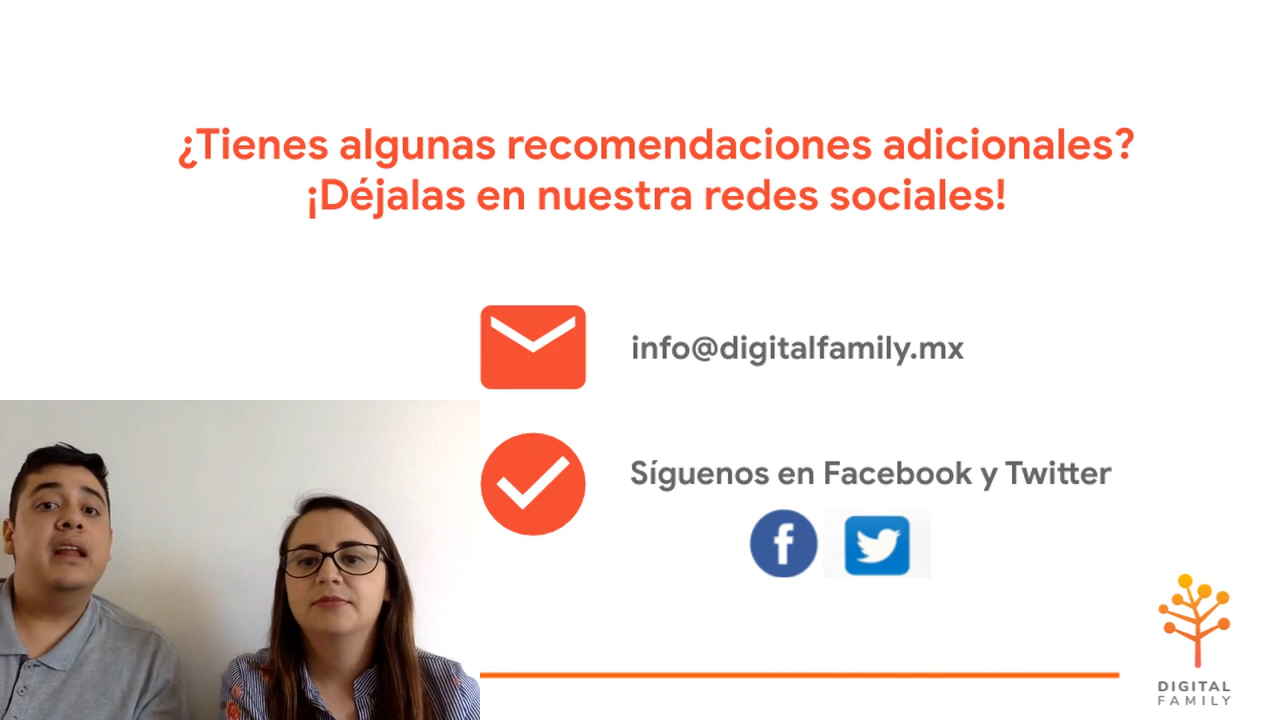 ¿Tienes algunas recomendaciones adicionales?
¡Déjalas en nuestra redes sociales!
info@digitalfamily.mx
Síguenos en Facebook y Twitter
DIGITAL
FAMILY